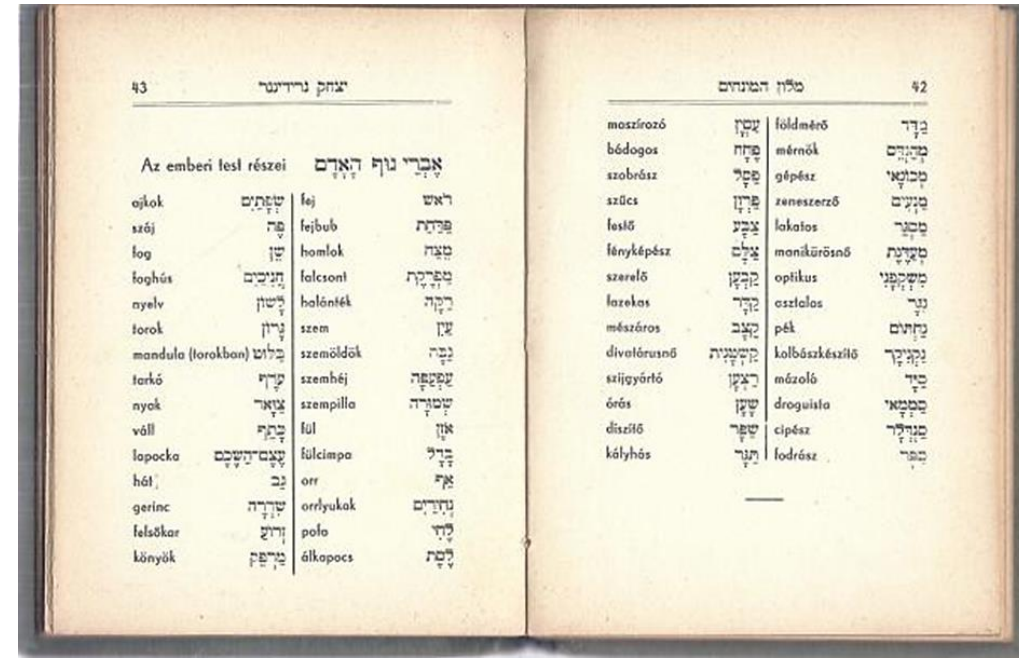 מלון המונחים 42
földmérő מַדָּד
mérnök מְהַנְדֵּס
gépész מְכוֹנַאי
zeneszerző מַנְעִים
lakatos מַסְגֵּר
manikürösnő מְעַדֶּנֶת
optikus מִשְׁקְפָנִי
asztalos נַגָּר
pék נַחְתּוֹם
kolbászkészítő נַקְנִיקָר
mázoló סַיָּד
droguista סַמְמָאי
cipész סַנְדְּלָר
fodrász סַפָּר
maszírozó עַסְיָן
bádogos פֶּחָח
szobrász פַּסָּל
szűcs פַּרְוָן
festő צַבָּע
fényképész צַלָּם
szerelő קַבְּעָן
fazekas קַדָּר
mészáros קַצָּב
divatárusnő קַשְׁטָנִית
szijgyártó רַצְעָן
órás שָׁעָן
díszítő שַׁפָּר
kályhás תַּנָּר
יצחק גרידינגר 43
Az emberi test részei אֶבְרֵי גוּף הָאָדָם
fej רֹאשׁ
fejbub פַּדַּחַת
homlok מֵצַח
falcsont מַפְרֶקֶת
halánték רַקָּה
szem עַיִן
szemöldök גַּבָּה
szemhéj עַפְעַפָּה
szempilla שְׁמוּרָה
fül אֹזֶן
fülcimpa בָּדָל
orr אַף
orrlyukak נְחִירַיִם
pofa לֶחִי
álkapocs לֶסֶת
ajkok שְׂפָתַיִם
száj פֶּה
fog שֵׁן
foghús חֲנִיכַיִם
nyelv לָשׁוֹן
torok גָּרוֹן
mandula (torokban) בַּלּוּט
tarkó עֹרֶף
nyak צַוָּאר
váll כָּתֵף
lapocka עֶצֶם־הַשֶּׁכֶם
hát גַּב
gerinc שִׁדְרָה
felsőkar זְרוֹעַ
könyök מַרְפֵּק